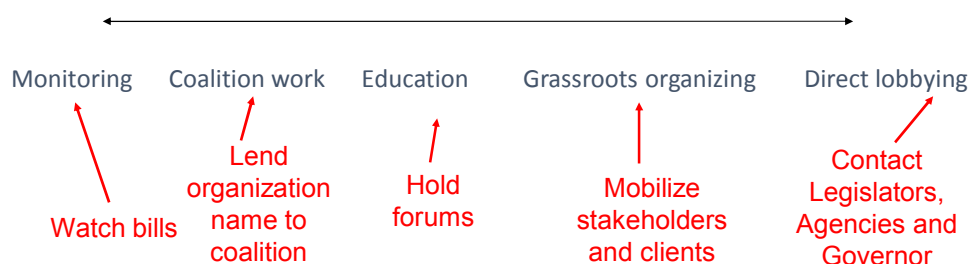 Monitoring Coalition work Education Grassroots organizing Direct lobbying
Watch bills
Lend
organization
name to
coalition
Hold
forums
Mobilize
stakeholders
and clients
Contact
Legislators,
Agencies and
Governor